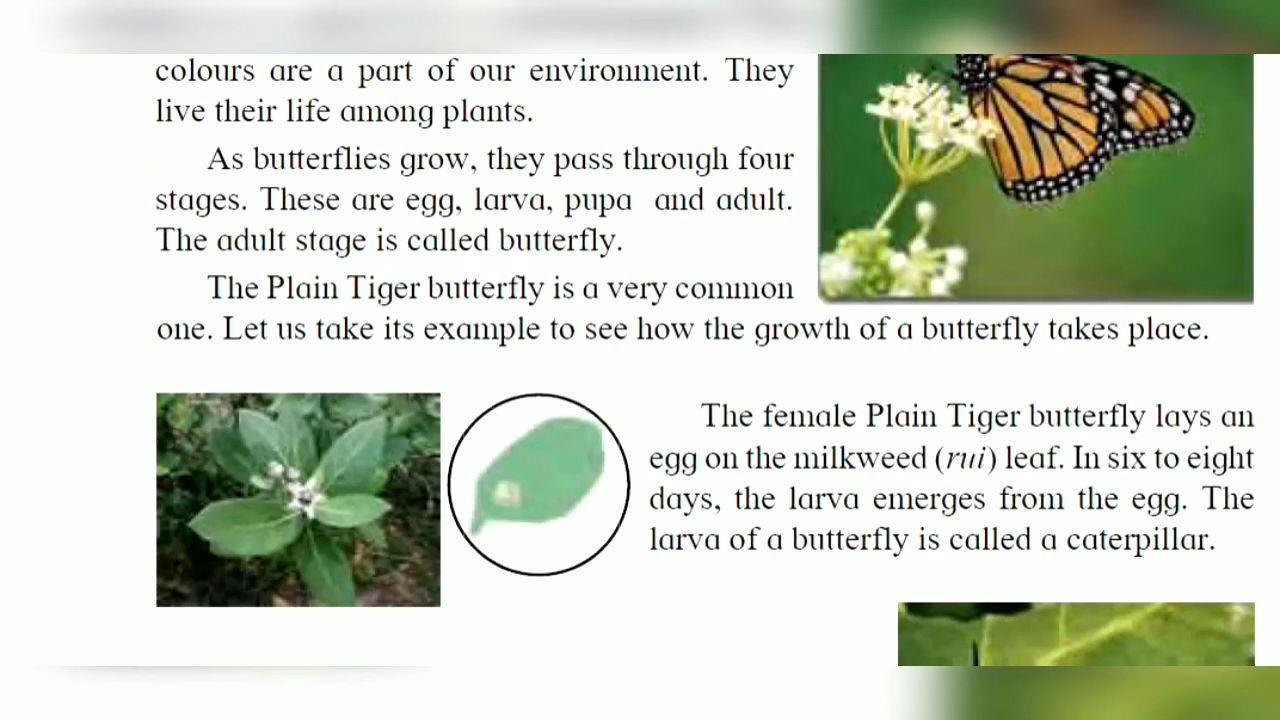 colours are a part of our environment. They
live their life among plants.
As butterflies grow, they pass through four
stages. These are egg, larva, pupa and adult.
The adult stage is called butterfly.
The Plain Tiger butterfly is a very common
one. Let us take its example to see how the growth of a butterfly takes place.
The female Plain Tiger butterfly lays an
egg on the milkweed (rui) leaf. In six to eight
days, the larva emerges from the egg. The
larva of a butterfly is called a caterpillar.